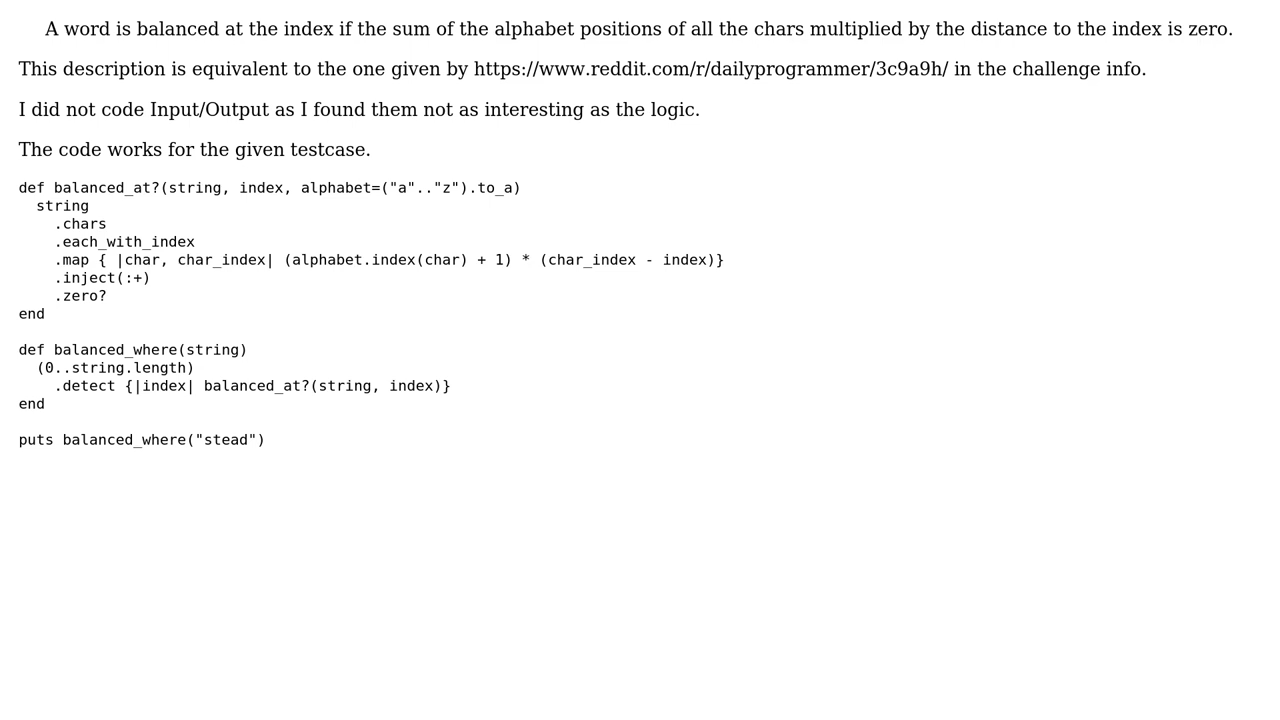 A word is balanced at the index if the sum of the alphabet positions of all the chars multiplied by the distance to the index is zero.
This description is equivalent to the one given by https://www.reddit.com/r/dailyprogrammer/3c9a9h/ in the challenge info.
I did not code Input/Output as I found them not as interesting as the logic.
The code works for the given testcase.
def balanced_at?(string, index, alphabet=("a".."z").to_a)
  string
    .chars
    .each_with_index
    .map { |char, char_index| (alphabet.index(char) + 1) * (char_index - index)}
    .inject(:+)
    .zero?
end

def balanced_where(string)
  (0..string.length)
    .detect {|index| balanced_at?(string, index)}
end

puts balanced_where("stead")